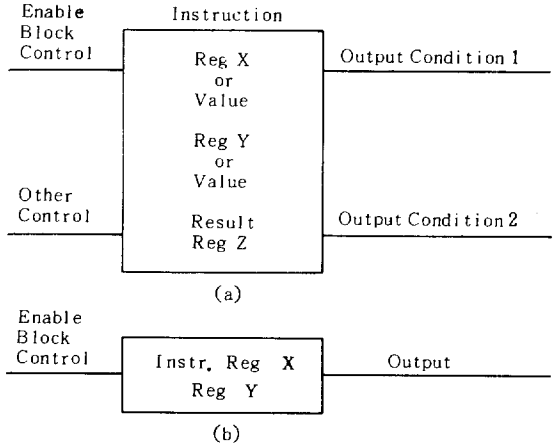 Enable
Block
Control
Instruction
Reg X
or
Value
Reg Y
or
Value
Result
Reg Z
Other
Control
Output Condition 1
Output Condition 2
(a)
Enable
Block
Control
Instr. Reg X
Reg Y
Output
(b)